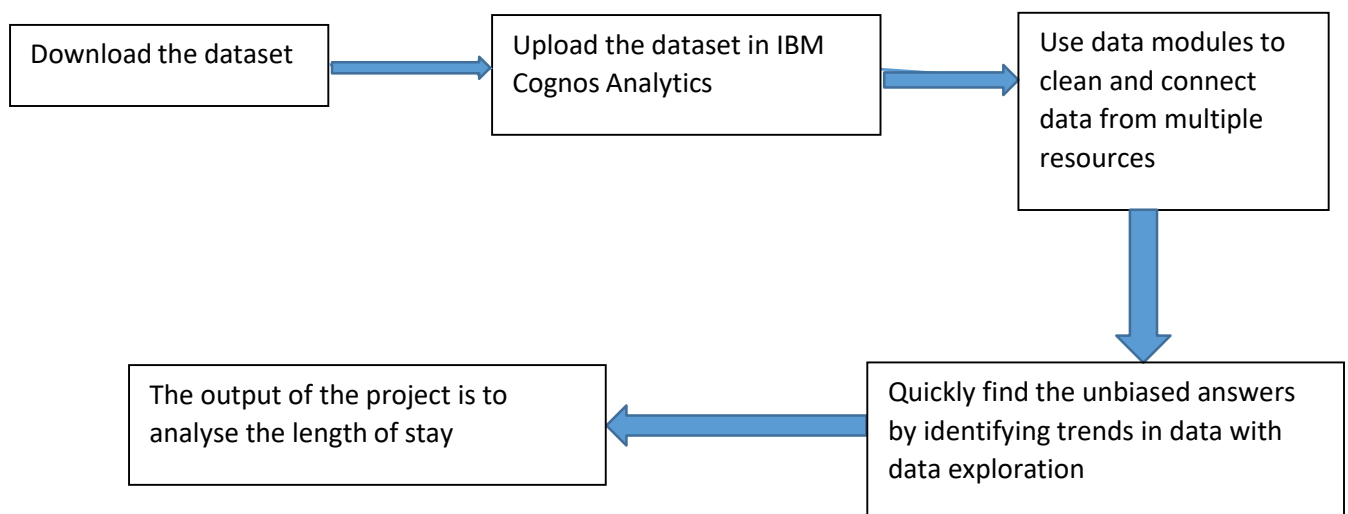 Download the dataset
Upload the dataset in IBM
Cognos Analytics
Use data modules to
clean and connect
data from multiple
resources
Quickly find the unbiased answers
by identifying trends in data with
data exploration
The output of the project is to
analyse the length of stay